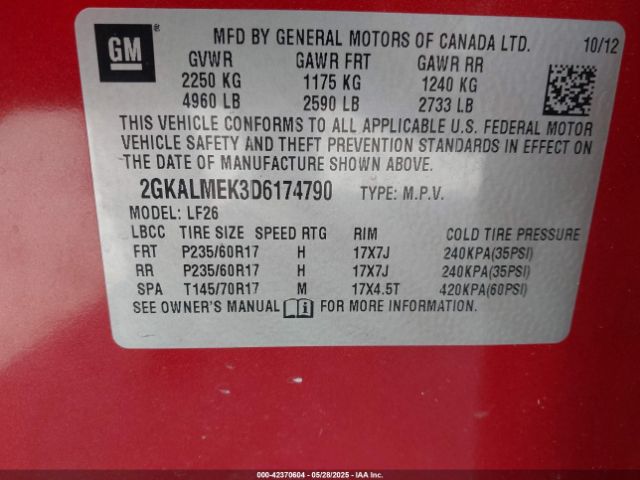 GM ® MFD BY GENERAL MOTORS OF CANADA LTD. 10/12
GVWR GAWR FRT GAWR RR
2250 KG 1175 KG 1240 KG
4960 LB 2590 LB 2733 LB
THIS VEHICLE CONFORMS TO ALL APPLICABLE U.S. FEDERAL MOTOR
VEHICLE SAFETY AND THEFT PREVENTION STANDARDS IN EFFECT ON
THE DATE OF MANUFACTURE SHOWN ABOVE.
2GKALMEK3D6174790 TYPE: M.P.V.
MODEL: LF26
LBCC TIRE SIZE SPEED RTG RIM COLD TIRE PRESSURE
FRT P235/60R17 H 17X7J 240KPA(35PSI)
RR P235/60R17 H 17X7J 240KPA(35PSI)
SPA T145/70R17 M 17X4.5T 420KPA(60PSI)
SEE OWNER'S MANUAL i FOR MORE INFORMATION.
000-42370604 - 05/28/2025 - IAA Inc.